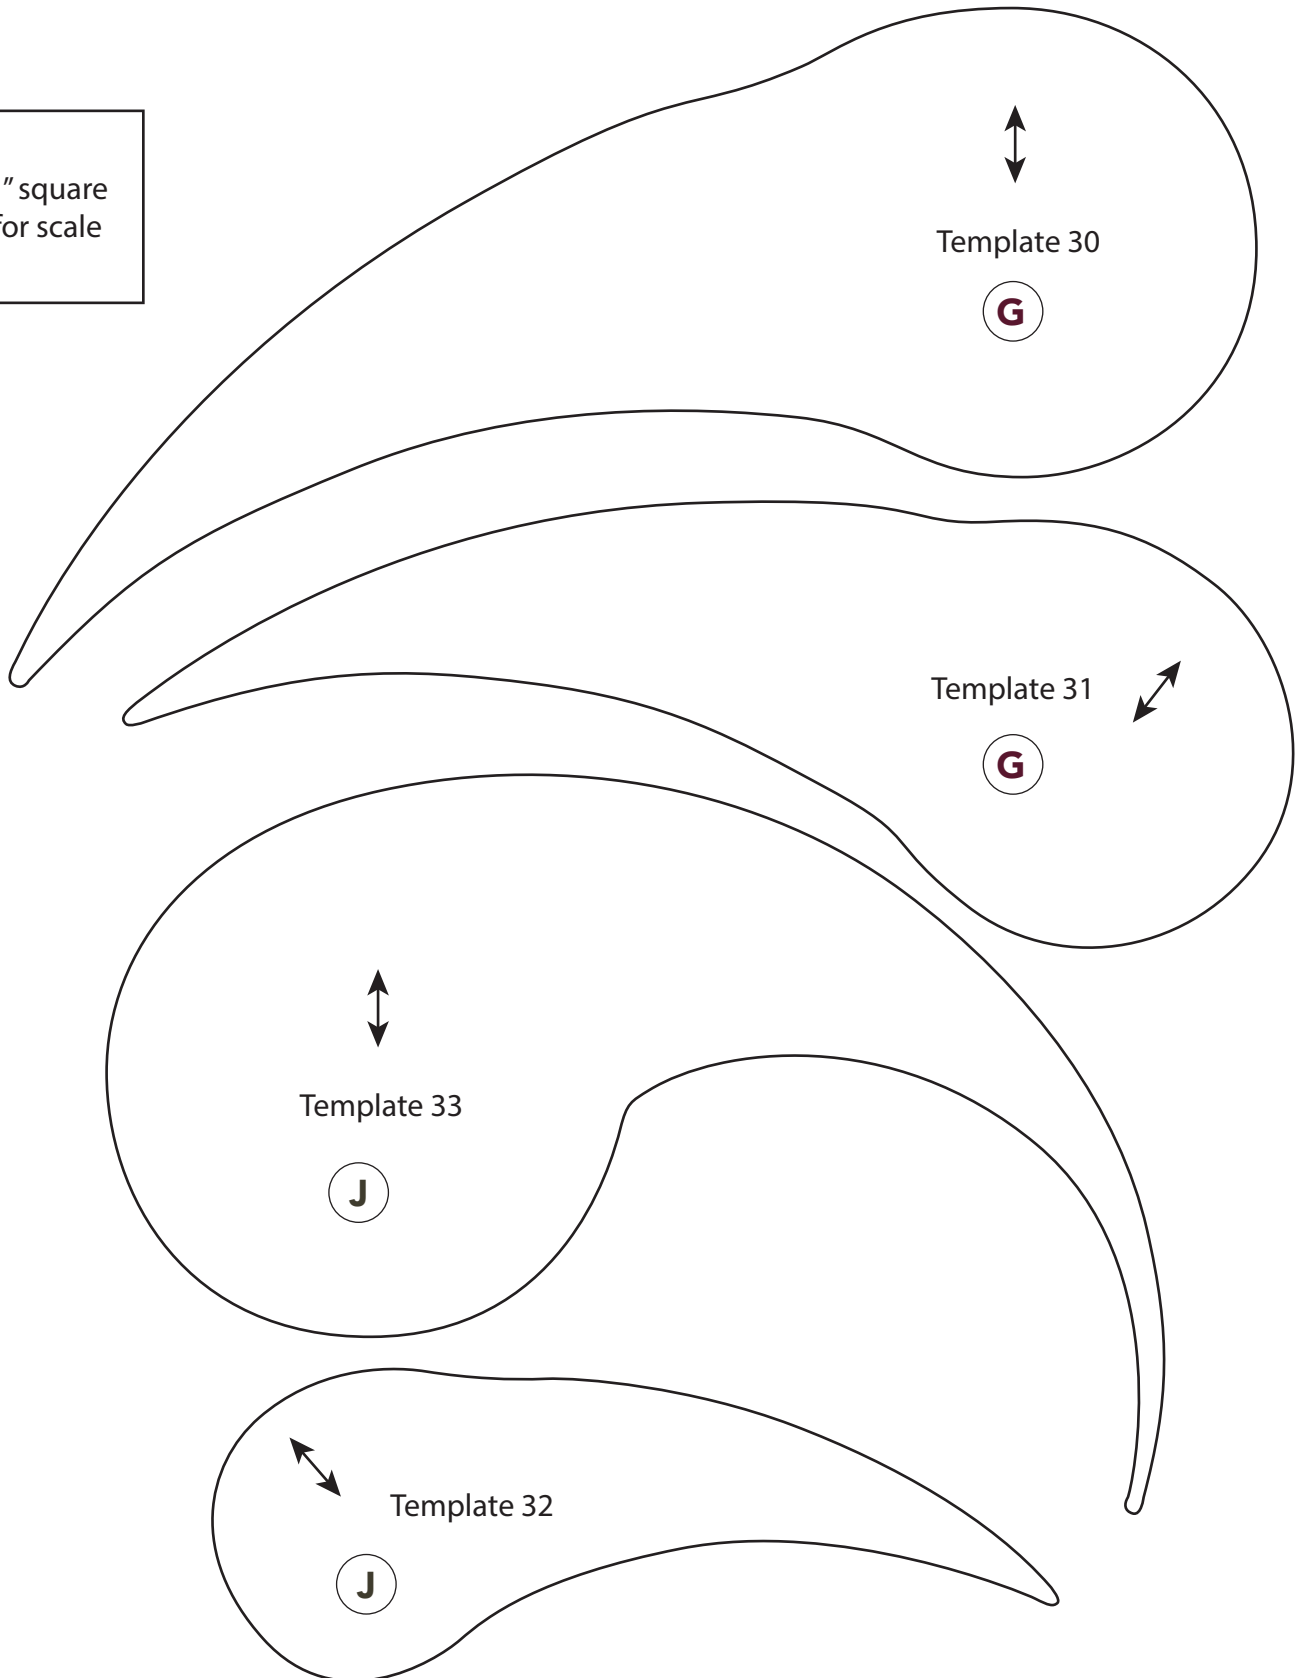 ” square
for scale
Template 30
G
Template 31
G
Template 33
J
Template 32
J